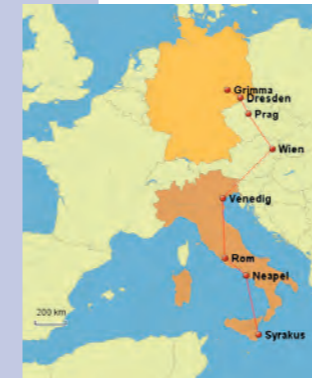 Grimma
Dresden
Prag
Wien
Venedig
Rom
Neapel
200 km
Syrakus